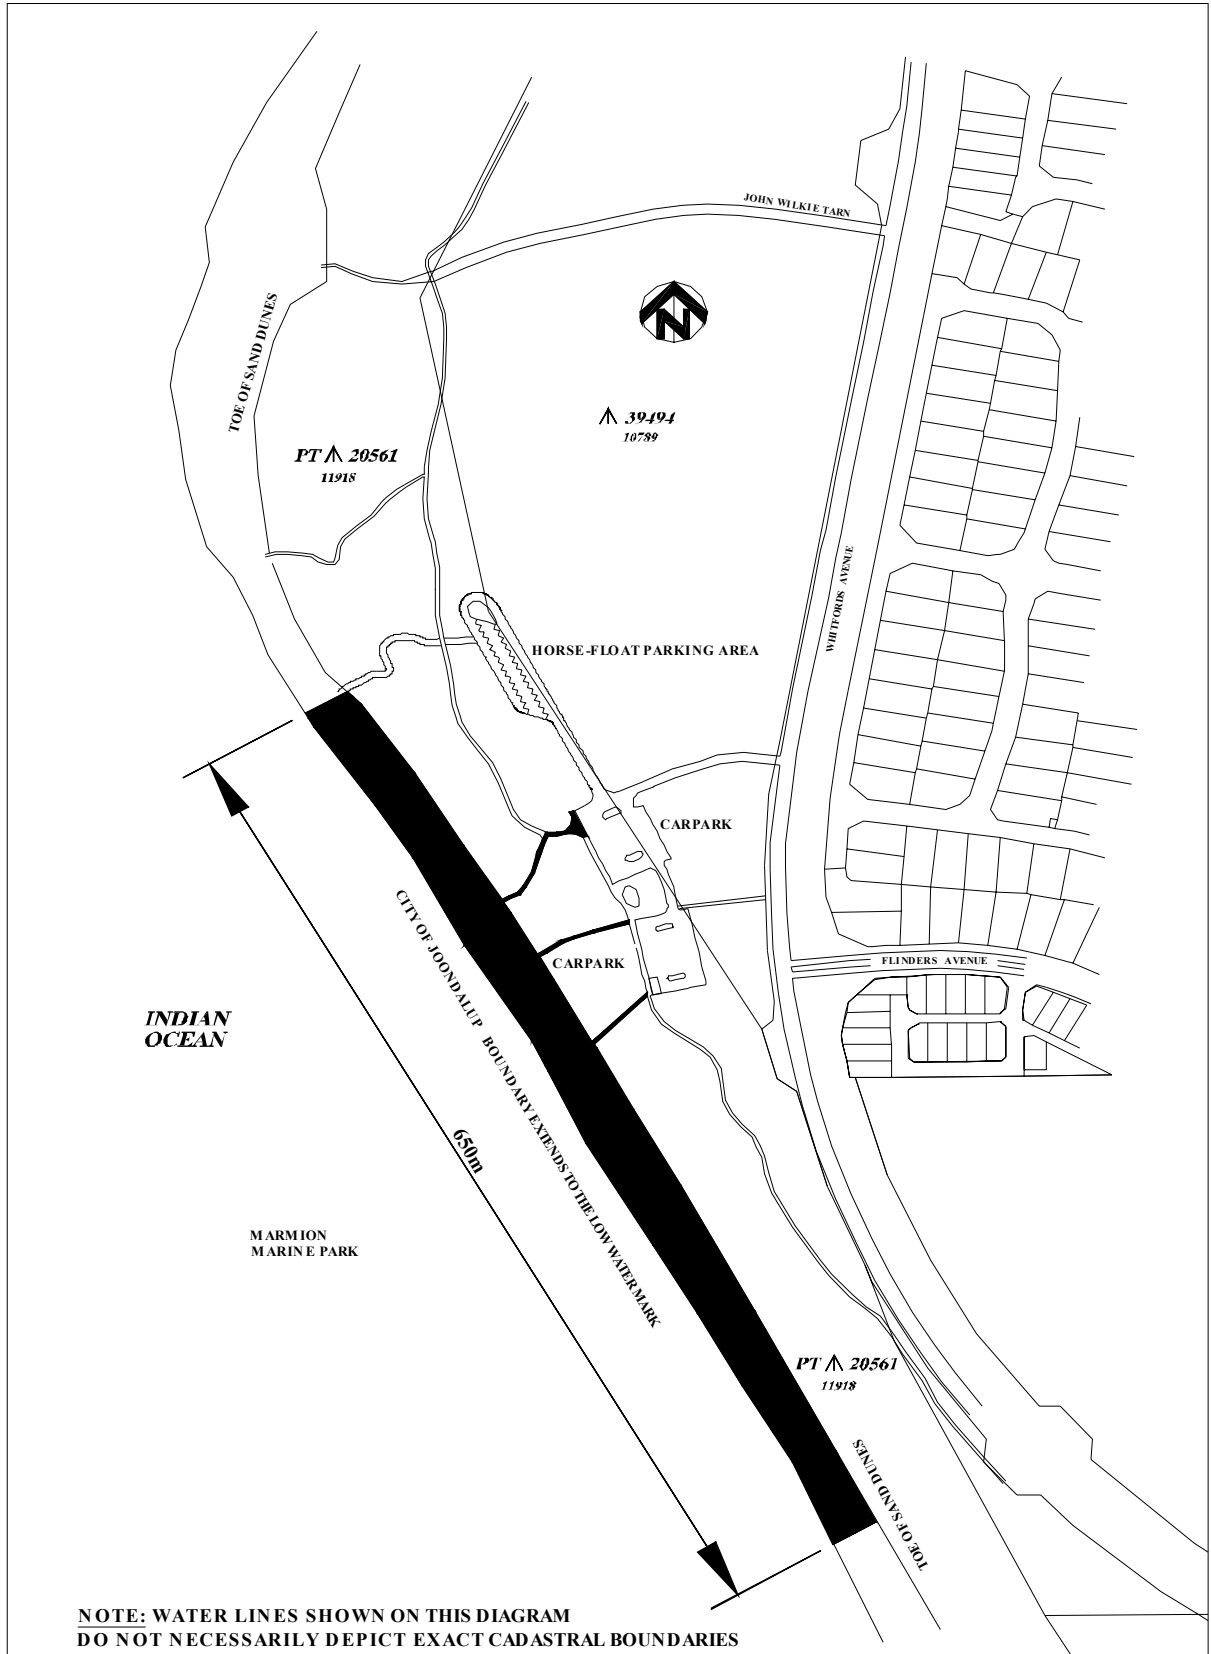 JOHN WILKIE TARN
N
TOE OF SAND DUNES
39494
10789
PT 20561
11918
WHITFORDS AVENUE
HORSE-FLOAT PARKING AREA
CARPARK
CITY OF JOONDALUP BOUNDARY EXTENDS TO THE LOW WATER MARK
CARPARK
FLINDERS AVENUE
INDIAN
OCEAN
650m
MARMION
MARINE PARK
PT 20561
11918
TOE OF SAND DUNES
NOTE: WATER LINES SHOWN ON THIS DIAGRAM
DO NOT NECESSARILY DEPICT EXACT CADASTRAL BOUNDARIES